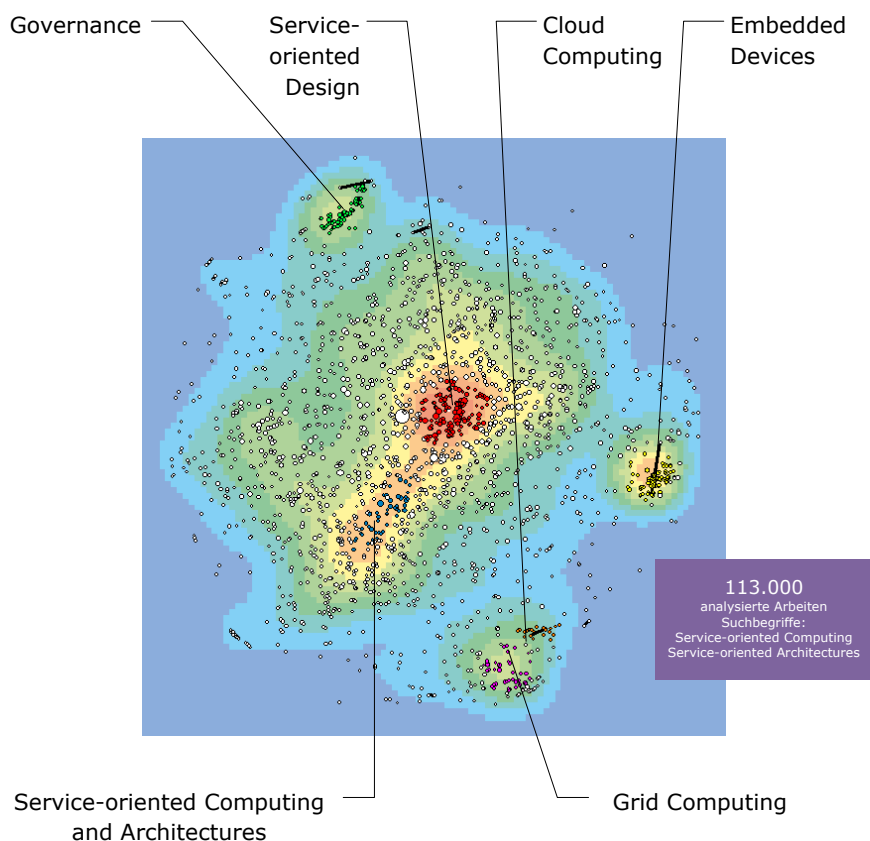 Governance
Service-
oriented
Design
Cloud
Computing
Embedded
Devices
113.000
analysierte Arbeiten
Suchbegriffe:
Service-oriented Computing
Service-oriented Architectures
Service-oriented Computing
and Architectures
Grid Computing